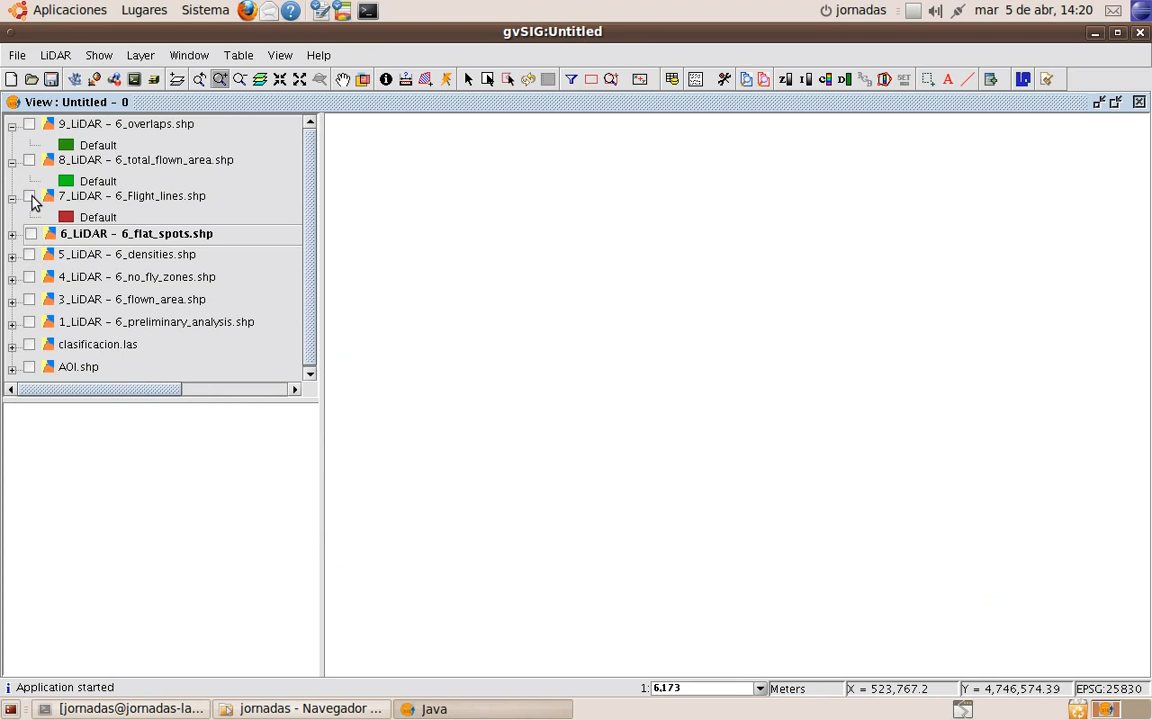 Aplicaciones Lugares Sistema jornadas mar 5 de abr, 14:20
gvSIG:Untitled
File LiDAR Show Layer Window Table View Help
View : Untitled - 0
9_LiDAR - 6_overlaps.shp
Default
8_LiDAR - 6_total_flown_area.shp
Default
7_LiDAR - 6_Flight_lines.shp
Default
6_LiDAR - 6_flat_spots.shp
5_LiDAR - 6_densities.shp
4_LiDAR - 6_no_fly_zones.shp
3_LiDAR - 6_flown_area.shp
1_LiDAR - 6_preliminary_analysis.shp
clasificacion.las
AOI.shp
Application started 1: 6,173 Meters X = 523,767.2 Y = 4,746,574.39 EPSG:25830
[jornadas@jornadas-la... jornadas - Navegador ... Java